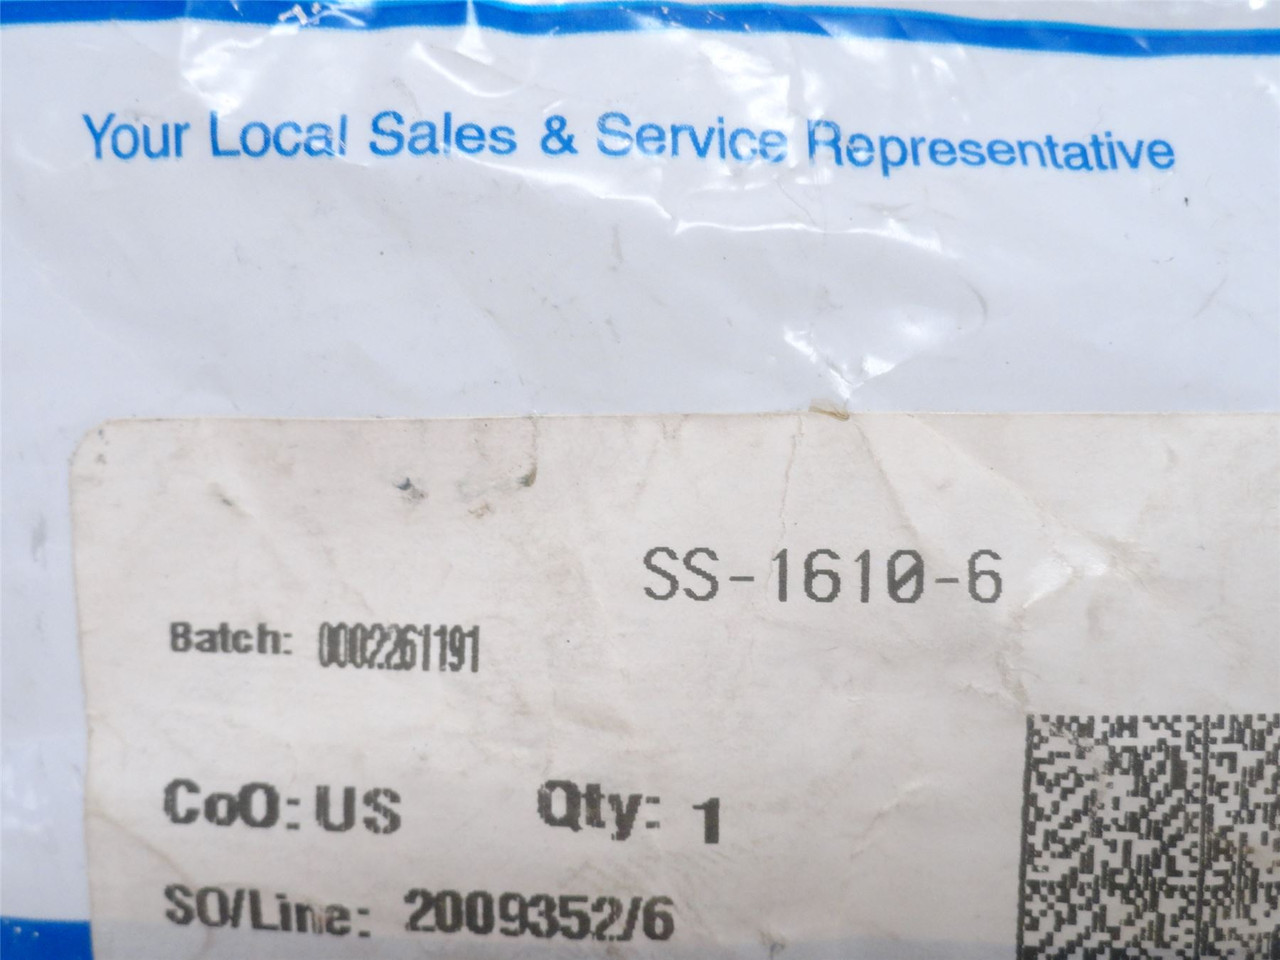 Your Local Sales & Service Representative
SS-1610-6
Batch: 0002261191
CoO: US Qty: 1
SO/Line: 2009352/6